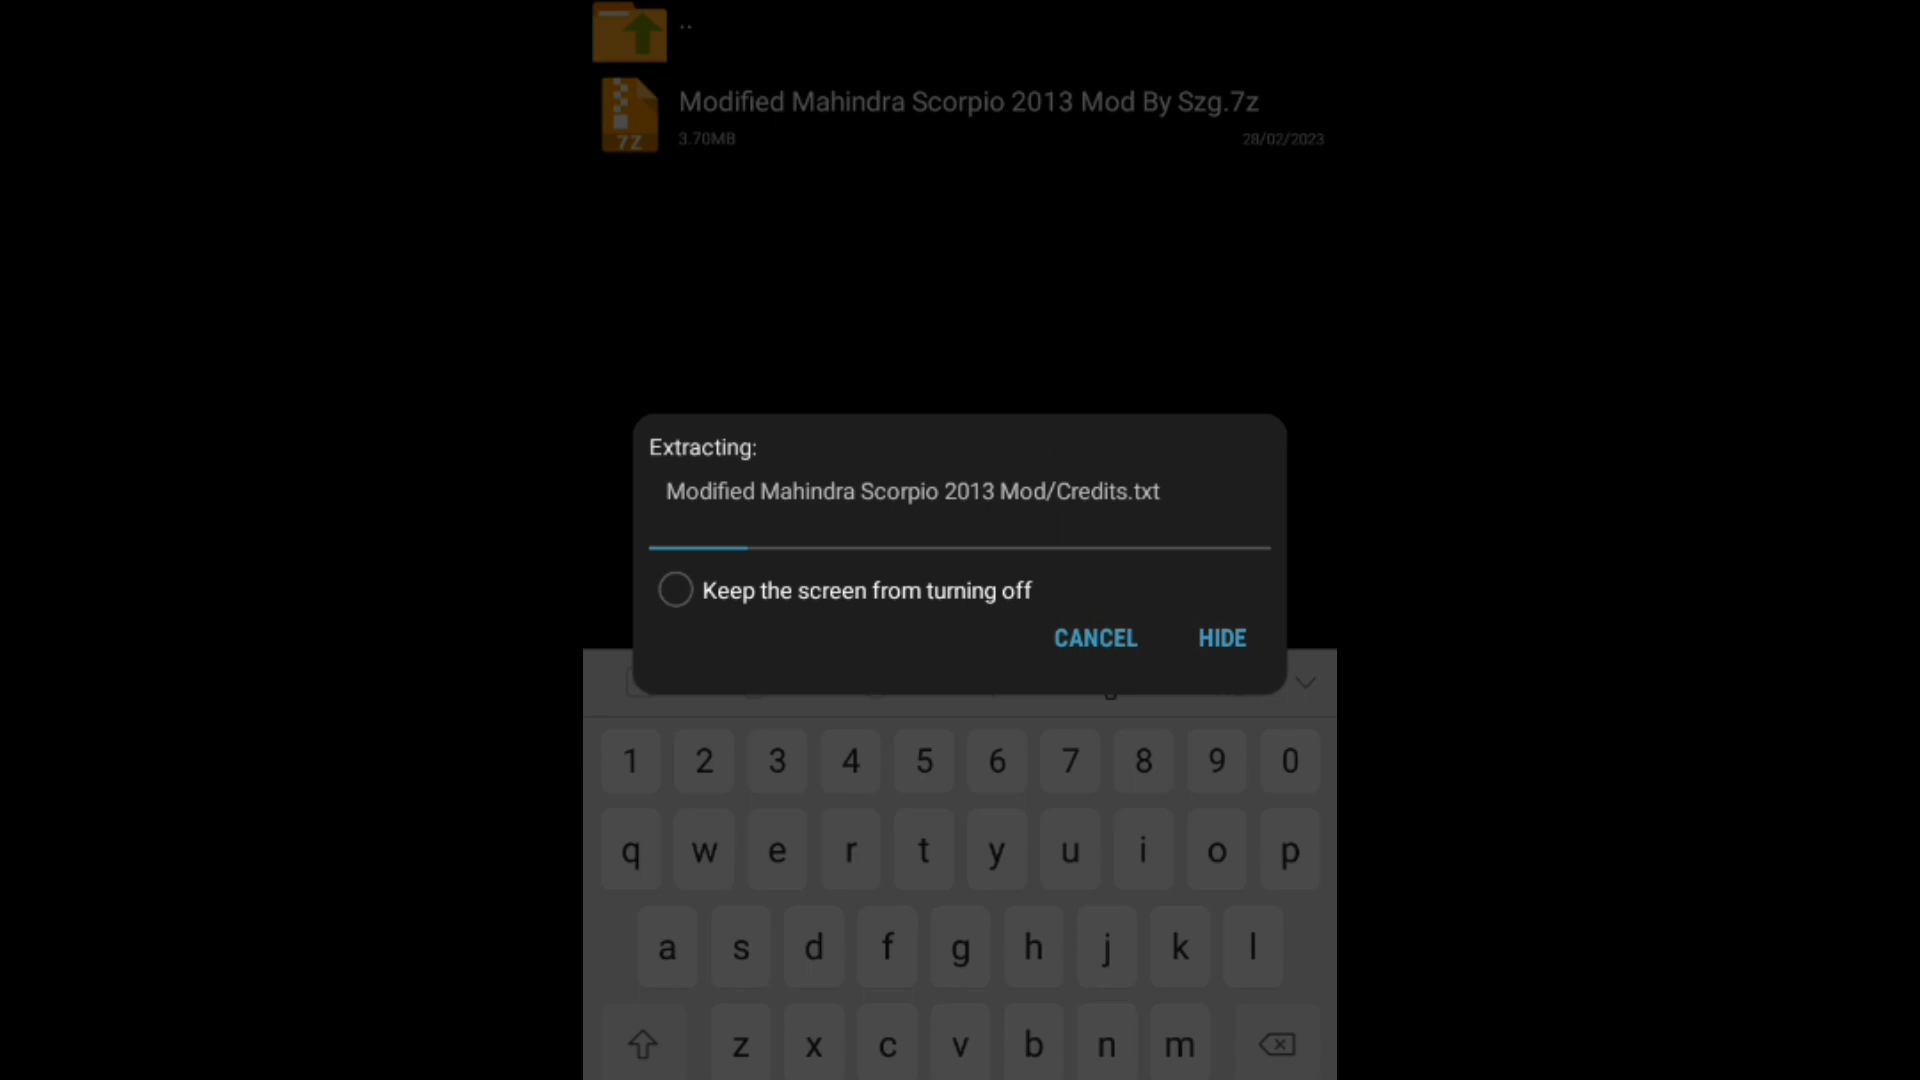 ..
Modified Mahindra Scorpio 2013 Mod By Szg.7z
7Z
3.70MB
28/02/2023
Extracting:
Modified Mahindra Scorpio 2013 Mod/Credits.txt
Keep the screen from turning off
CANCEL HIDE
1 2 3 4 5 6 7 8 9 0
q w e r t y u i o p
a s d f g h j k l
z x c v b n m